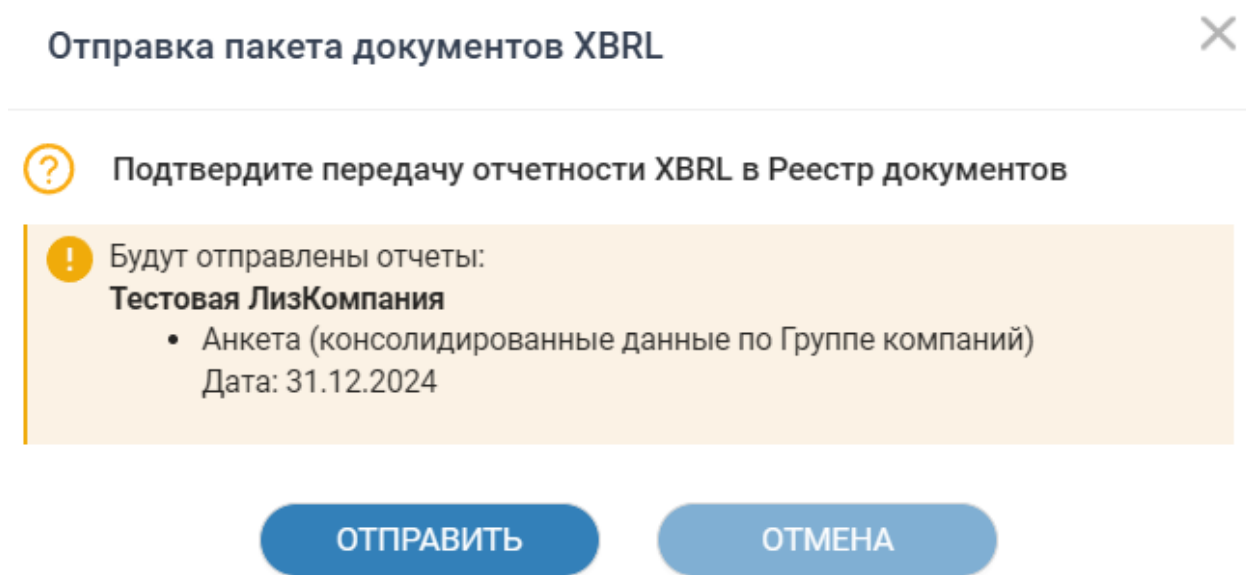 Отправка пакета документов XBRL
Подтвердите передачу отчетности XBRL в Реестр документов
Будут отправлены отчеты:
Тестовая ЛизКомпания
• Анкета (консолидированные данные по Группе компаний)
Дата: 31.12.2024
ОТПРАВИТЬ ОТМЕНА